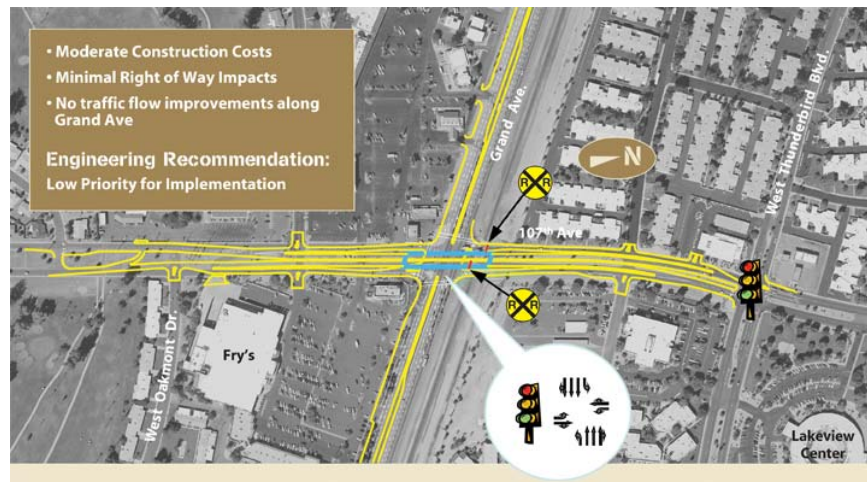 • Moderate Construction Costs
• Minimal Right of Way Impacts
• No traffic flow improvements along
Grand Ave
Engineering Recommendation:
Low Priority for Implementation
Grand Ave.
N
West Thunderbird Blvd.
R R
107th Ave
R R
West Oakmont Dr.
Fry's
Lakeview
Center